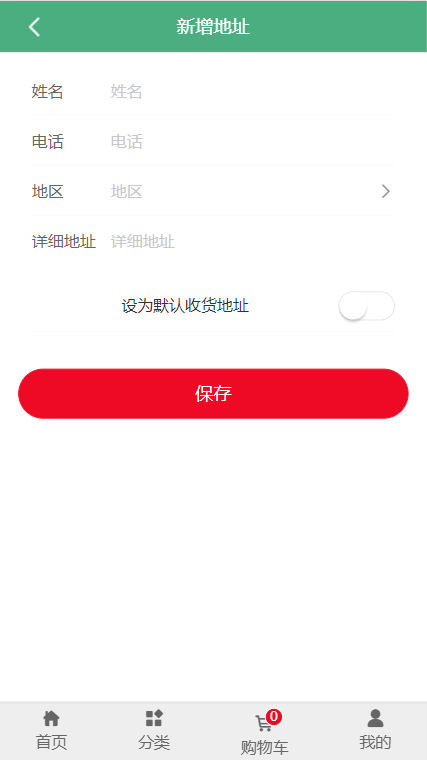 新增地址
姓名 姓名
电话 电话
地区 地区
详细地址 详细地址
设为默认收货地址
保存
0
首页 分类 购物车 我的